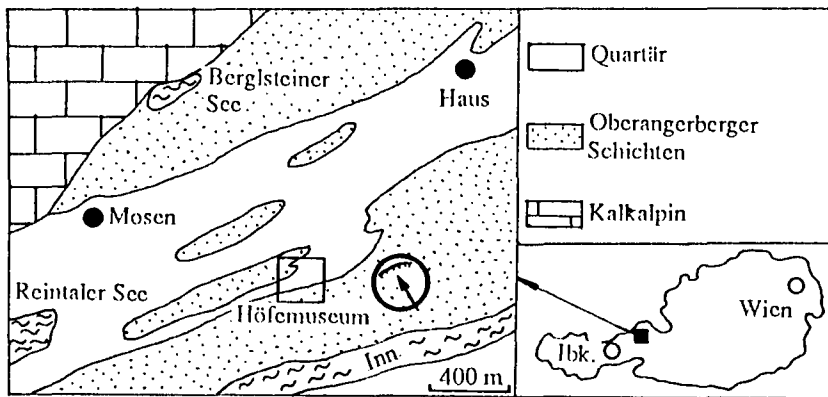 Berglsteiner
See
Haus
Mosen
Reintaler See
Höfemuseum
Inn
400 m
Quartär
Oberangerberger
Schichten
Kalkalpin
Wien
Ibk.